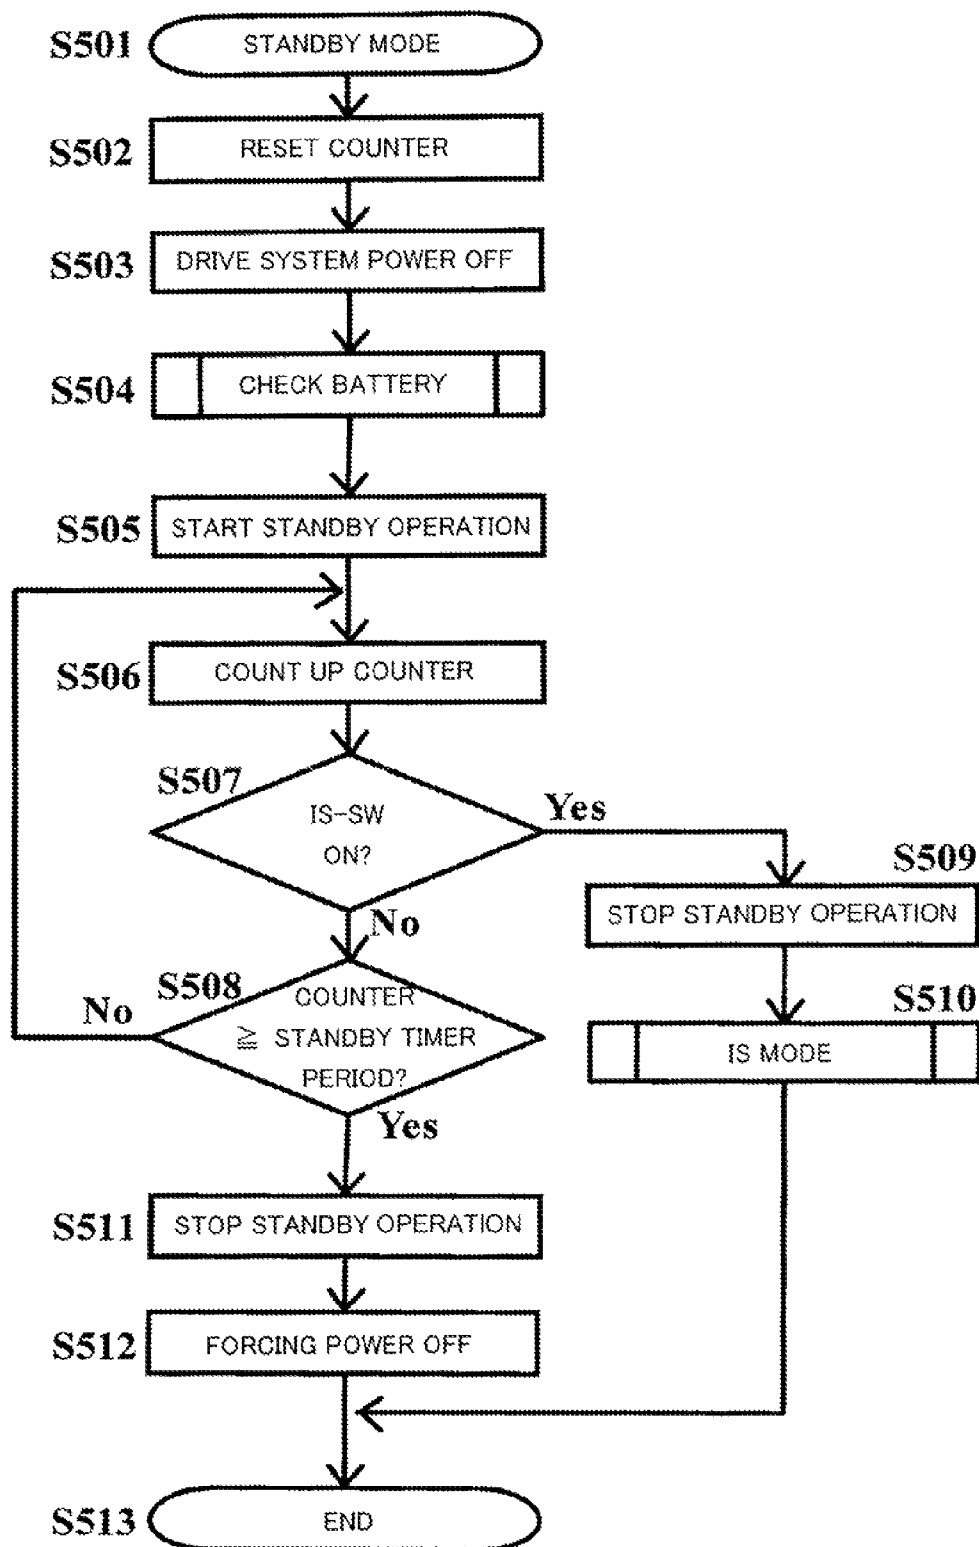 S501
STANDBY MODE
S502
RESET COUNTER
S503
DRIVE SYSTEM POWER OFF
S504
CHECK BATTERY
S505
START STANDBY OPERATION
S506
COUNT UP COUNTER
S507
IS-SW
ON?
Yes
No
S509
STOP STANDBY OPERATION
S508
COUNTER
≧ STANDBY TIMER
PERIOD?
No
Yes
S510
IS MODE
S511
STOP STANDBY OPERATION
S512
FORCING POWER OFF
S513
END